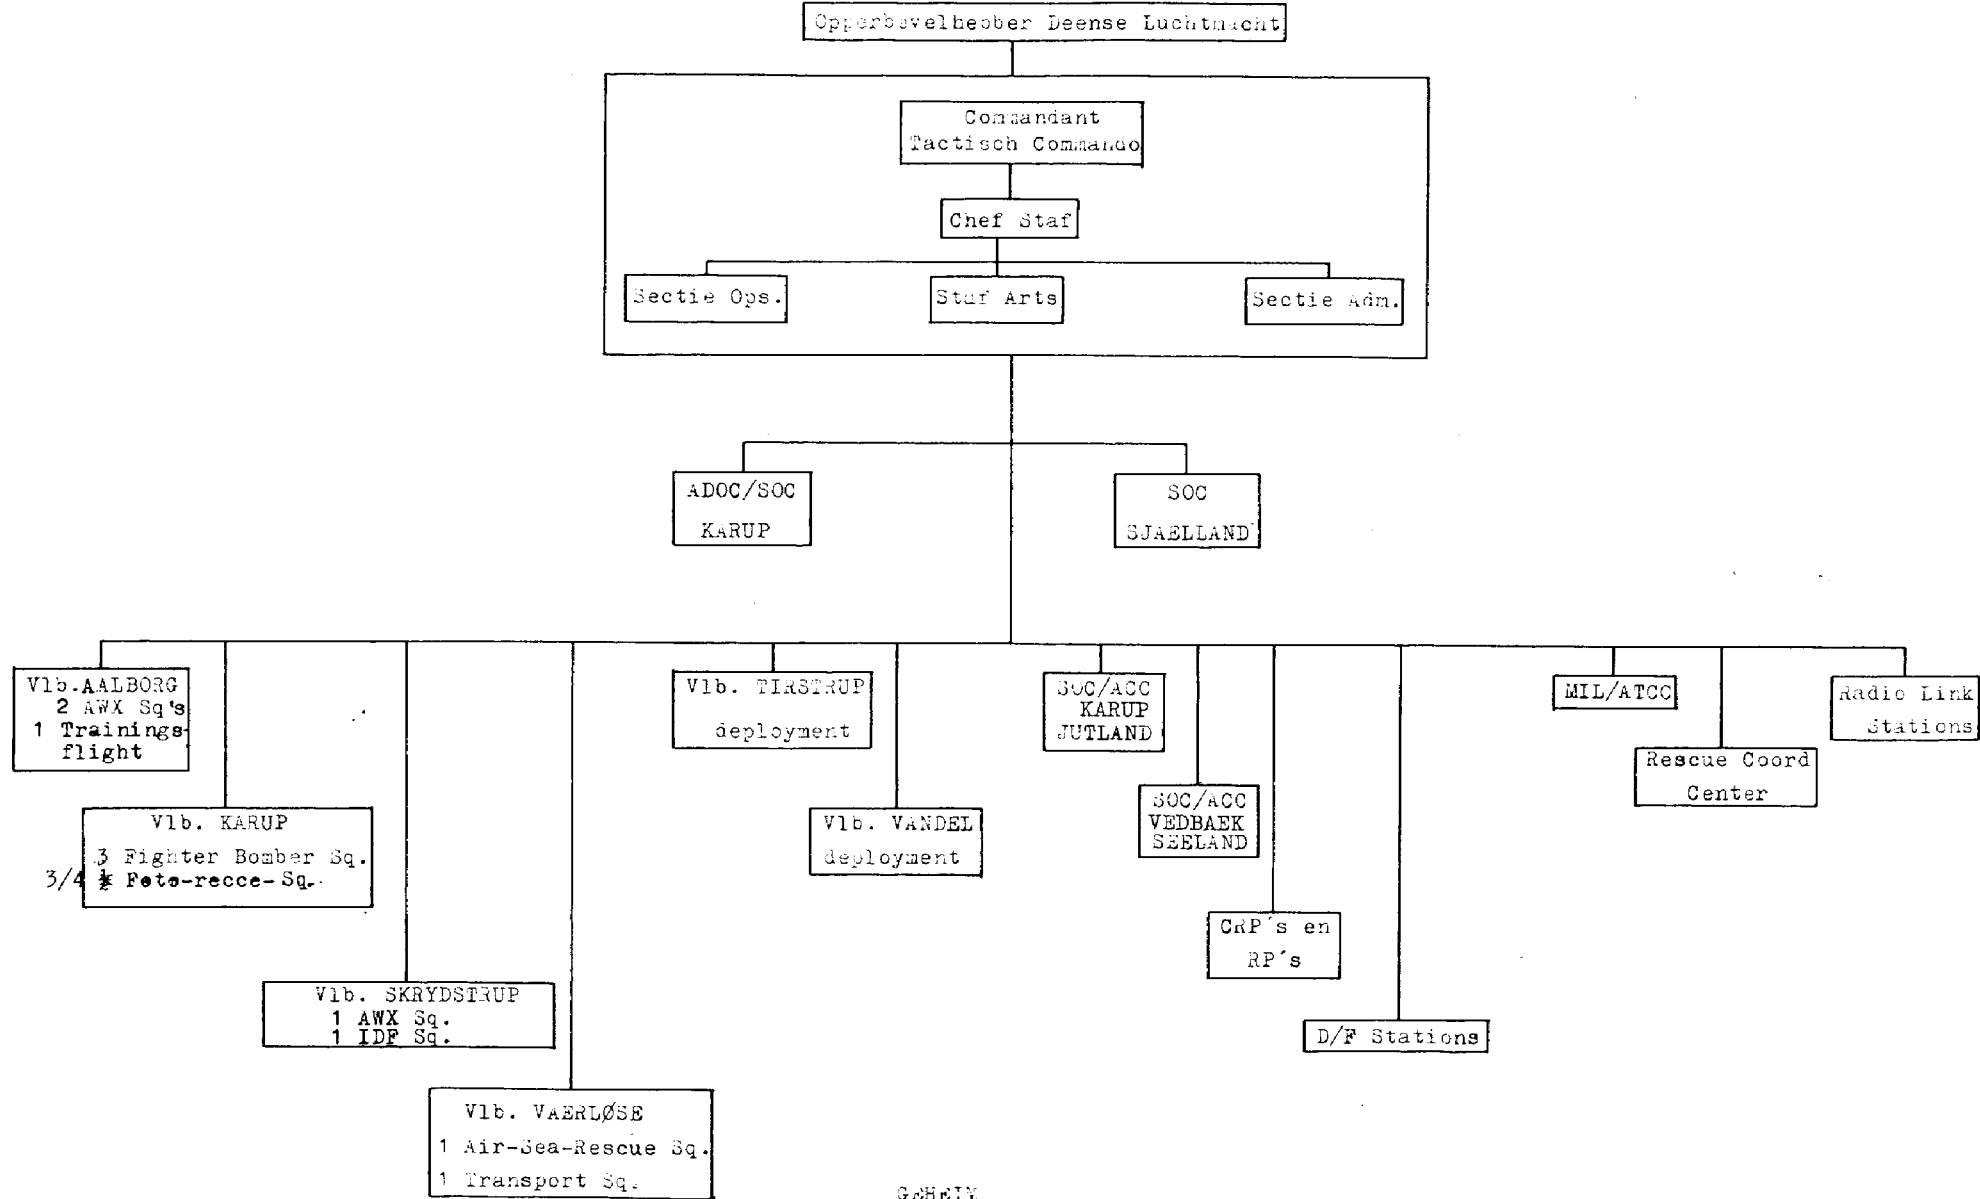 Opperbevelhebber Deense Luchtmacht
Commandant
Tactisch Commando
Chef Staf
Sectie Ops.
Staf Arts
Sectie Adm.
ADOC/SOC
KARUP
SOC
SJAELLAND
Vlb. AALBORG
2 AWX Sq's
1 Trainings-
flight
Vlb. KARUP
3 Fighter Bomber Sq.
3/4 Foto-recce-Sq.
Vlb. SKRYDSTRUP
1 AWX Sq.
1 IDF Sq.
Vlb. VAERLØSE
1 Air-Sea-Rescue Sq.
1 Transport Sq.
Vlb. TIRSTRUP
deployment
Vlb. VANDEL
deployment
SOC/ACC
KARUP
JUTLAND
SOC/ACC
VEDBAEK
SEELAND
CRP's en
RP's
D/F Stations
MIL/ATCC
Rescue Coord
Center
Radio Link
Stations
GEHEIM